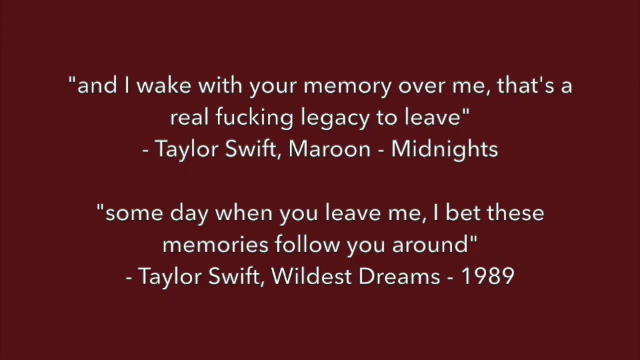 "and I wake with your memory over me, that's a
real fucking legacy to leave"
- Taylor Swift, Maroon - Midnights
"some day when you leave me, I bet these
memories follow you around"
- Taylor Swift, Wildest Dreams - 1989